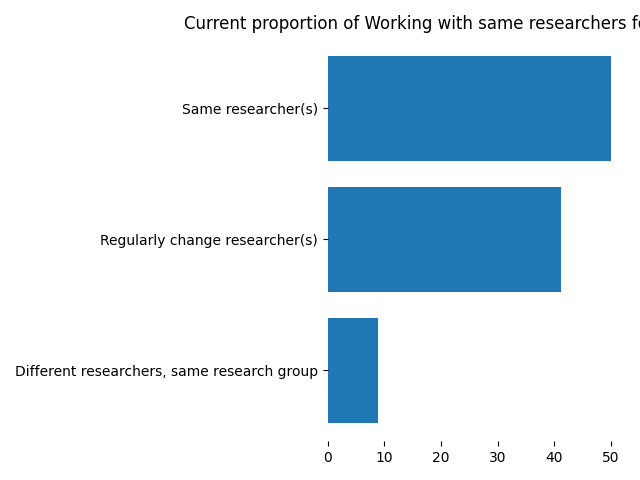 Current proportion of Working with same researchers
Same researcher(s)
Regularly change researcher(s)
Different researchers, same research group
0 10 20 30 40 50